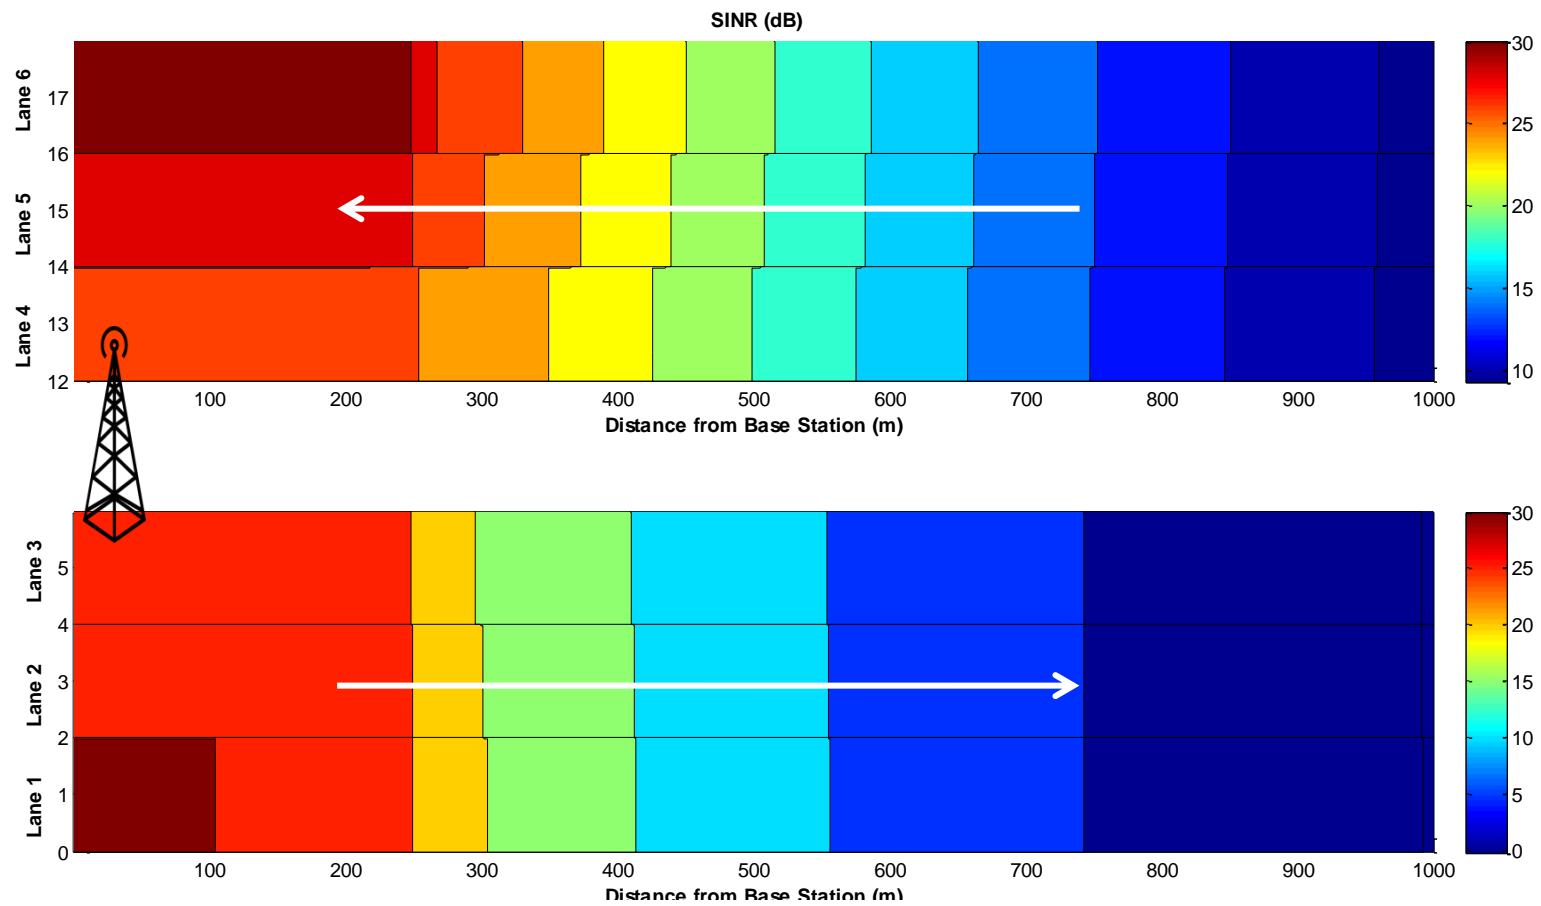 SINR (dB)
Lane 6
Lane 5
Lane 4
17
16
15
14
13
12
100 200 300 400 500 600 700 800 900 1000
Distance from Base Station (m)
30
25
20
15
10
Lane 3
Lane 2
Lane 1
5
4
3
2
1
0
100 200 300 400 500 600 700 800 900 1000
Distance from Base Station (m)
30
25
20
15
10
5
0